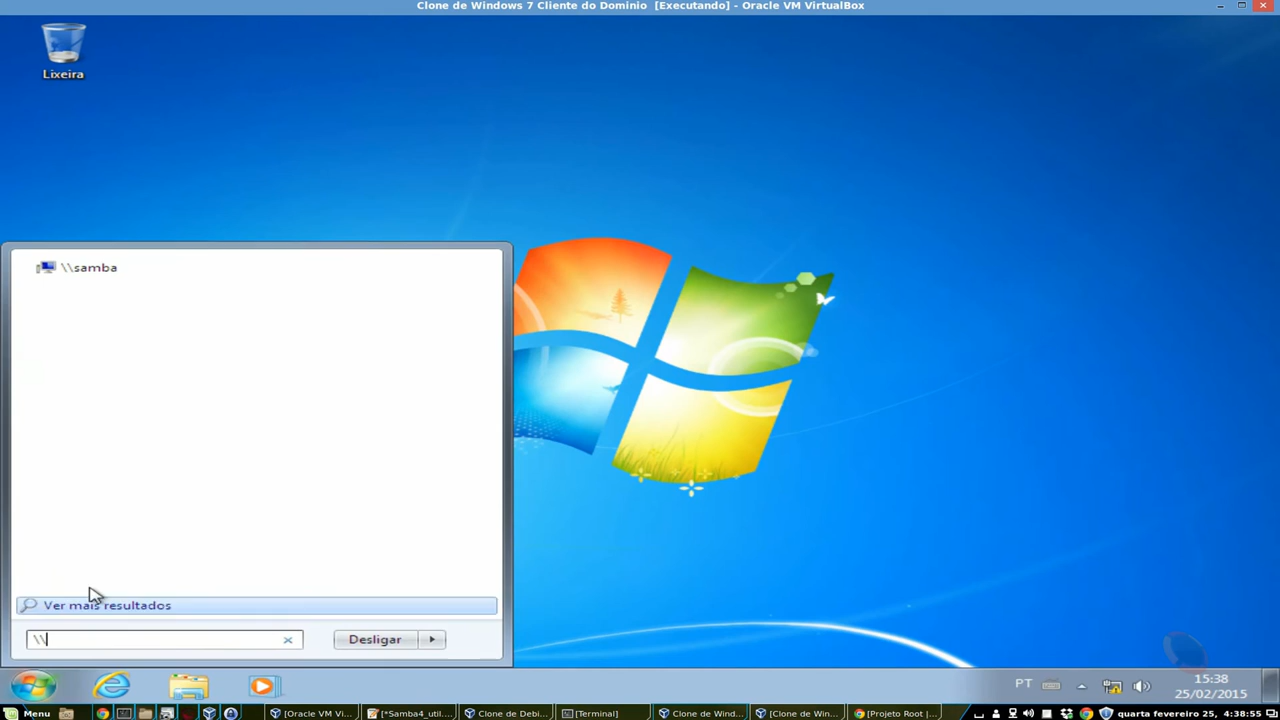 Clone de Windows 7 Cliente do Dominio [Executando] - Oracle VM VirtualBox
Lixeira
\\samba
Ver mais resultados
\\
Desligar
PT
15:38
25/02/2015
Menu
[Oracle VM Vi...
[*Samba4_util....
Clone de Debi...
[Terminal]
Clone de Wind...
[Clone de Win...
[Projeto Root |...
quarta fevereiro 25, 4:38:55